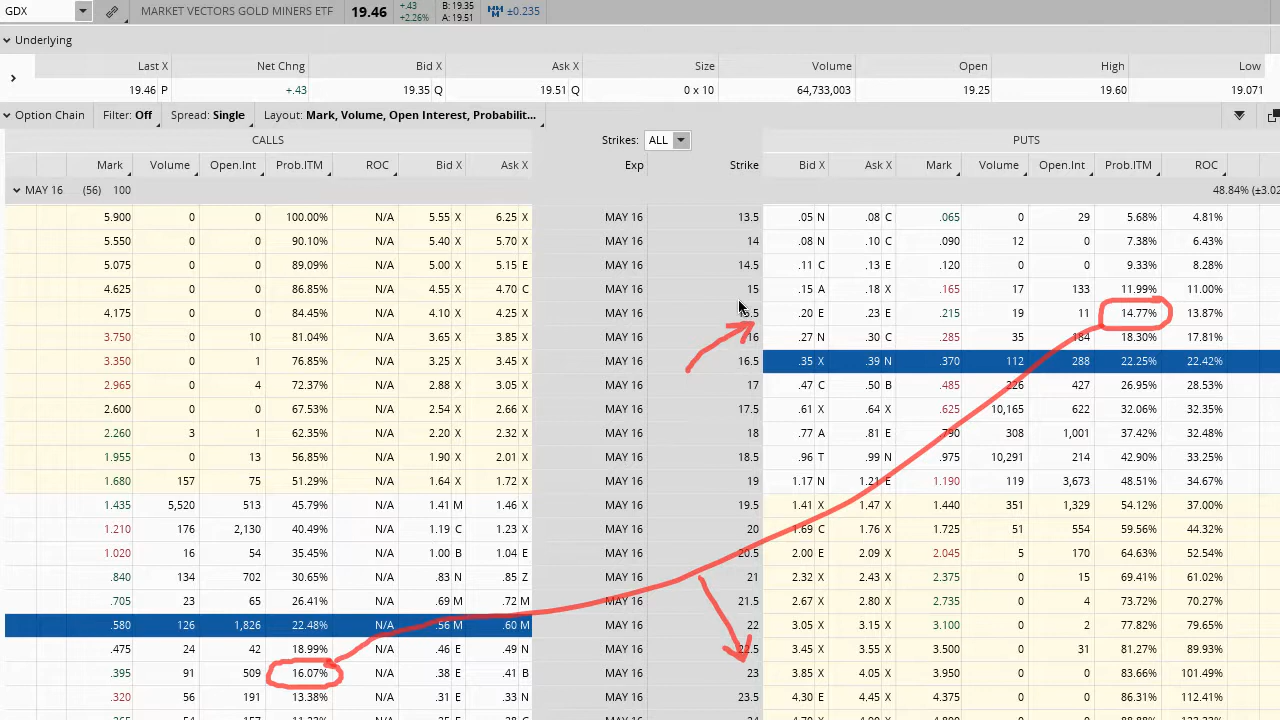 GDX MARKET VECTORS GOLD MINERS ETF 19.46 +.43 +2.26% B: 19.35 A: 19.51 ±0.235
Underlying
Last X Net Chng Bid X Ask X Size Volume Open High Low
19.46 P +.43 19.35 Q 19.51 Q 0 x 10 64,733,003 19.25 19.60 19.071
Option Chain Filter: Off Spread: Single Layout: Mark, Volume, Open Interest, Probabilit...
CALLS Strikes: ALL PUTS
Mark Volume Open.Int Prob.ITM ROC Bid X Ask X Exp Strike Bid X Ask X Mark Volume Open.Int Prob.ITM ROC
MAY 16 (56) 100 48.84% (±3.02
5.900 0 0 100.00% N/A 5.55 X 6.25 X MAY 16 13.5 .05 N .08 C .065 0 29 5.68% 4.81%
5.550 0 0 90.10% N/A 5.40 X 5.70 X MAY 16 14 .08 N .10 C .090 12 0 7.38% 6.43%
5.075 0 0 89.09% N/A 5.00 X 5.15 E MAY 16 14.5 .11 C .13 E .120 0 0 9.33% 8.28%
4.625 0 0 86.85% N/A 4.55 X 4.70 C MAY 16 15 .15 A .18 X .165 17 133 11.99% 11.00%
4.175 0 0 84.45% N/A 4.10 X 4.25 X MAY 16 .20 E .23 E .215 19 11 14.77% 13.87%
3.750 0 10 81.04% N/A 3.65 X 3.85 X MAY 16 16 .27 N .30 C .285 35 184 18.30% 17.81%
3.350 0 1 76.85% N/A 3.25 X 3.45 X MAY 16 16.5 .35 X .39 N .370 112 288 22.25% 22.42%
2.965 0 4 72.37% N/A 2.88 X 3.05 X MAY 16 17 .47 C .50 B .485 226 427 26.95% 28.53%
2.600 0 0 67.53% N/A 2.54 X 2.66 X MAY 16 17.5 .61 X .64 X .625 10,165 622 32.06% 32.35%
2.260 3 1 62.35% N/A 2.20 X 2.32 X MAY 16 18 .77 A .81 E .790 308 1,001 37.42% 32.48%
1.955 0 13 56.85% N/A 1.90 X 2.01 X MAY 16 18.5 .96 T .99 N .975 10,291 214 42.90% 33.25%
1.680 157 75 51.29% N/A 1.64 X 1.72 X MAY 16 19 1.17 N 1.21 E 1.190 119 3,673 48.51% 34.67%
1.435 5,520 513 45.79% N/A 1.41 M 1.46 X MAY 16 19.5 1.41 X 1.47 X 1.440 351 1,329 54.12% 37.00%
1.210 176 2,130 40.49% N/A 1.19 C 1.23 X MAY 16 20 1.69 C 1.76 X 1.725 51 554 59.56% 44.32%
1.020 16 54 35.45% N/A 1.00 B 1.04 E MAY 16 20.5 2.00 E 2.09 X 2.045 5 170 64.63% 52.54%
.840 134 702 30.65% N/A .83 N .85 Z MAY 16 21 2.32 X 2.43 X 2.375 0 15 69.41% 61.02%
.705 23 65 26.41% N/A .69 M .72 M MAY 16 21.5 2.67 X 2.80 X 2.735 0 4 73.72% 70.27%
.580 126 1,826 22.48% N/A .56 M .60 M MAY 16 22 3.05 X 3.15 X 3.100 0 2 77.82% 79.65%
.475 24 42 18.99% N/A .46 E .49 N MAY 16 22.5 3.45 X 3.55 X 3.500 0 31 81.27% 89.93%
.395 91 509 16.07% N/A .38 E .41 B MAY 16 23 3.85 X 4.05 X 3.950 0 0 83.66% 101.49%
.320 56 191 13.38% N/A .31 E .33 N MAY 16 23.5 4.30 E 4.45 X 4.375 0 0 86.31% 112.41%